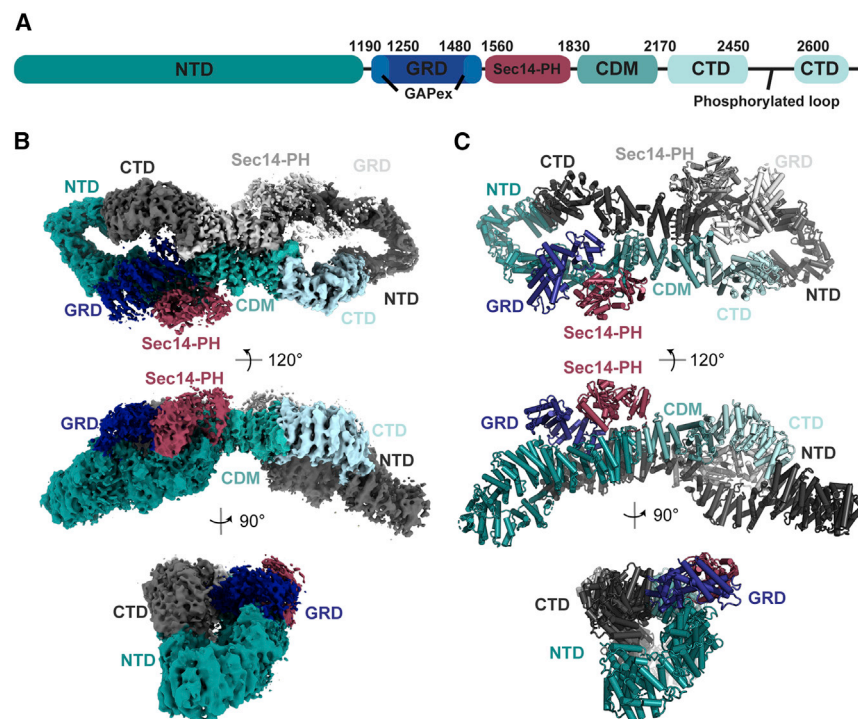 A
1190 1250 1480 1560 1830 2170 2450 2600
NTD GRD Sec14-PH CDM CTD CTD
GAPex
Phosphorylated loop
B
Sec14-PH
CTD
GRD
NTD
GRD
CDM
NTD
CTD
Sec14-PH
120°
Sec14-PH
GRD
CTD
NTD
CDM
90°
CTD
GRD
NTD
C
CTD
Sec14-PH
GRD
NTD
GRD
CDM
NTD
CTD
Sec14-PH
120°
Sec14-PH
CDM
GRD
CTD
NTD
90°
CTD
GRD
NTD